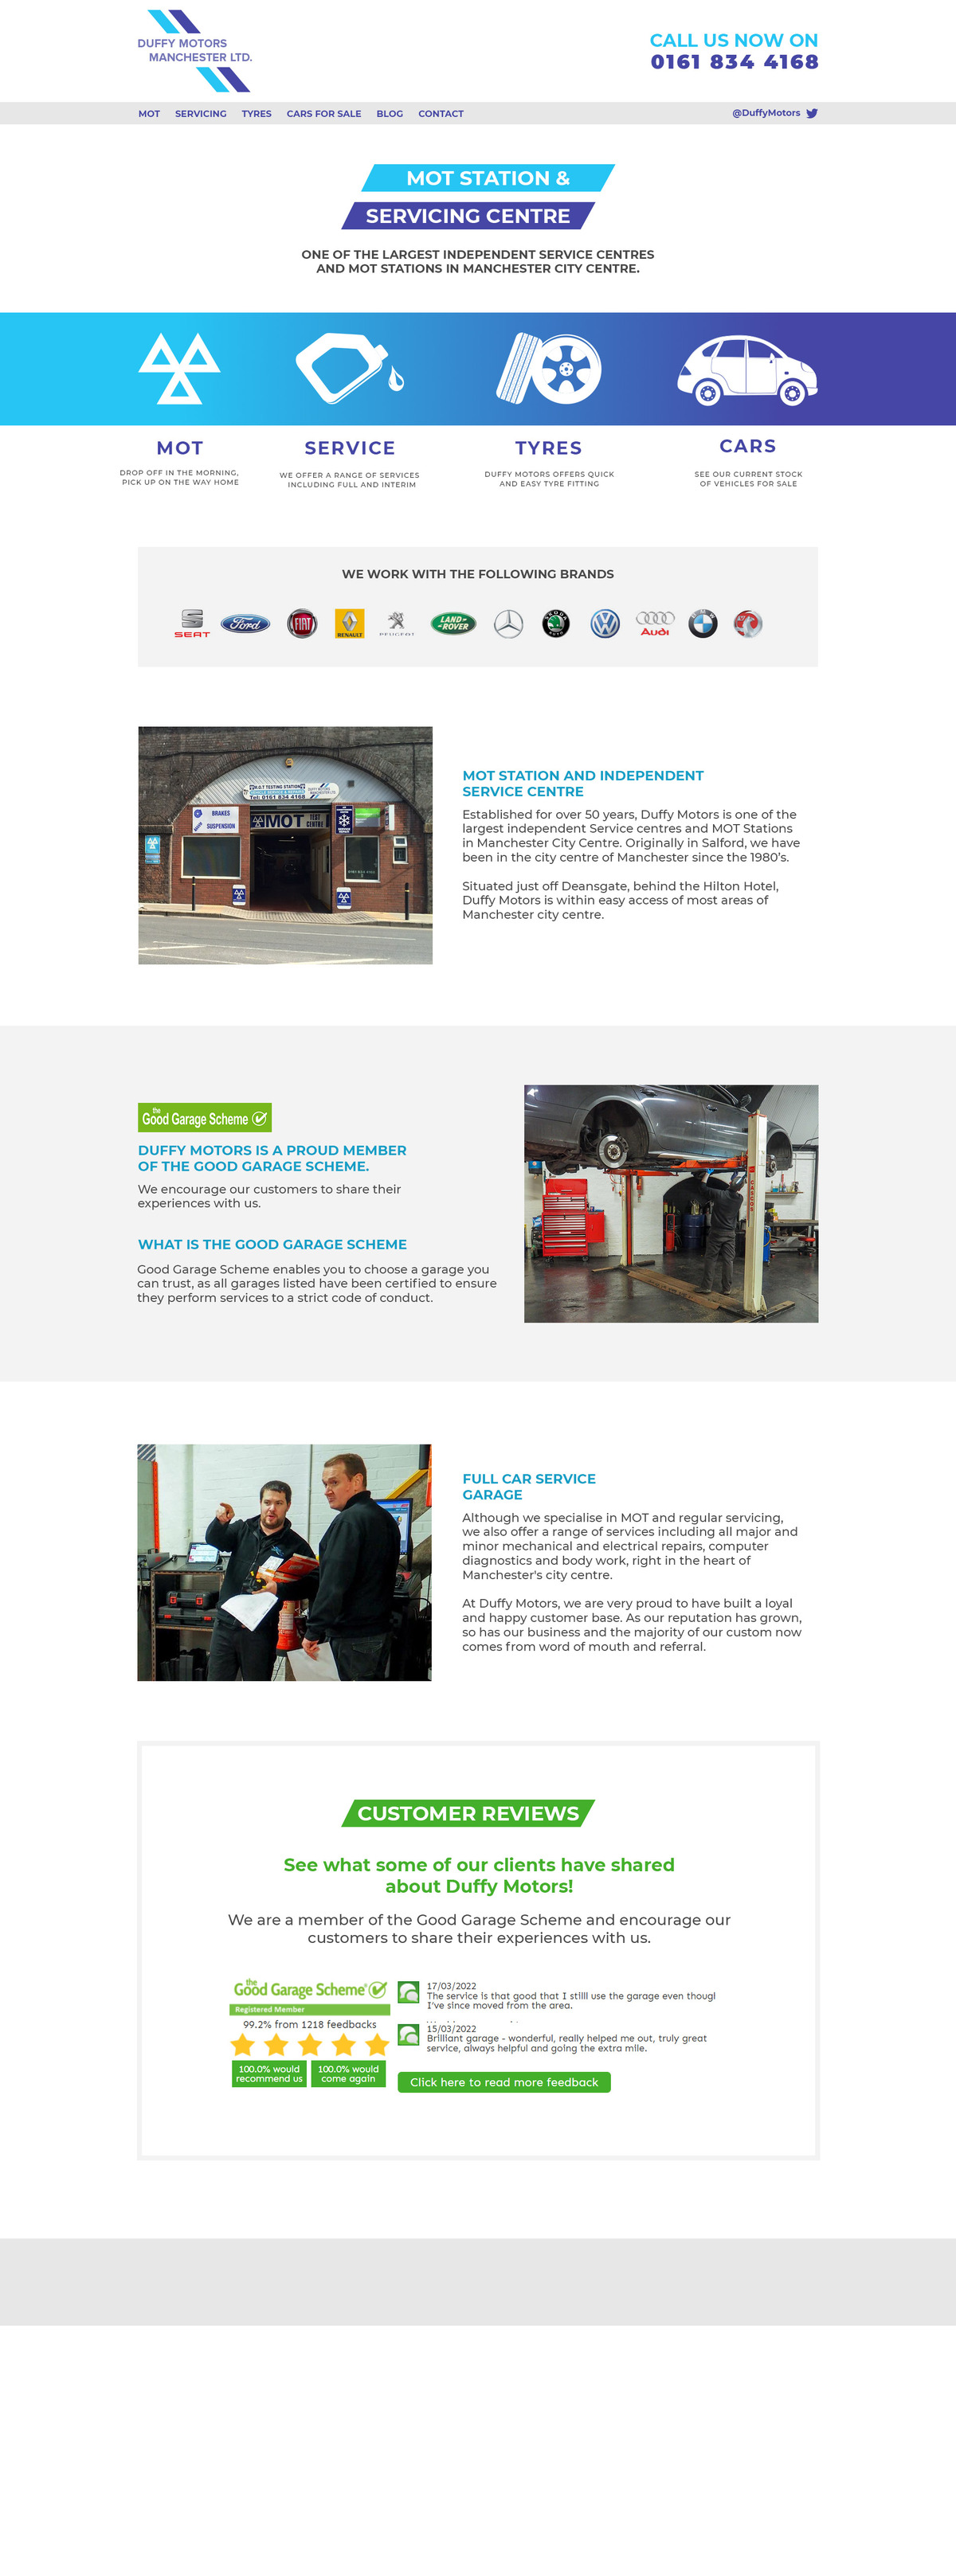 DUFFY MOTORS
MANCHESTER LTD.
CALL US NOW ON
0161 834 4168
MOT SERVICING TYRES CARS FOR SALE BLOG CONTACT
@DuffyMotors
MOT STATION &
SERVICING CENTRE
ONE OF THE LARGEST INDEPENDENT SERVICE CENTRES
AND MOT STATIONS IN MANCHESTER CITY CENTRE.
MOT
DROP OFF IN THE MORNING,
PICK UP ON THE WAY HOME
SERVICE
WE OFFER A RANGE OF SERVICES
INCLUDING FULL AND INTERIM
TYRES
DUFFY MOTORS OFFERS QUICK
AND EASY TYRE FITTING
CARS
SEE OUR CURRENT STOCK
OF VEHICLES FOR SALE
WE WORK WITH THE FOLLOWING BRANDS
SEAT
Ford
FIAT
RENAULT
PEUGEOT
LAND-
ROVER
Audi
BMW
M.O.T TESTING STATION
Tel: 0161 834 4168
BRAKES
SUSPENSION
MOT TEST
CENTRE
MOT STATION AND INDEPENDENT
SERVICE CENTRE
Established for over 50 years, Duffy Motors is one of the
largest independent Service centres and MOT Stations
in Manchester City Centre. Originally in Salford, we have
been in the city centre of Manchester since the 1980's.
Situated just off Deansgate, behind the Hilton Hotel,
Duffy Motors is within easy access of most areas of
Manchester city centre.
the
Good Garage Scheme
DUFFY MOTORS IS A PROUD MEMBER
OF THE GOOD GARAGE SCHEME.
We encourage our customers to share their
experiences with us.
WHAT IS THE GOOD GARAGE SCHEME
Good Garage Scheme enables you to choose a garage you
can trust, as all garages listed have been certified to ensure
they perform services to a strict code of conduct.
FULL CAR SERVICE
GARAGE
Although we specialise in MOT and regular servicing,
we also offer a range of services including all major and
minor mechanical and electrical repairs, computer
diagnostics and body work, right in the heart of
Manchester's city centre.
At Duffy Motors, we are very proud to have built a loyal
and happy customer base. As our reputation has grown,
so has our business and the majority of our custom now
comes from word of mouth and referral.
CUSTOMER REVIEWS
See what some of our clients have shared
about Duffy Motors!
We are a member of the Good Garage Scheme and encourage our
customers to share their experiences with us.
the
Good Garage Scheme
Registered Member
99.2% from 1218 feedbacks
100.0% would
recommend us
100.0% would
come again
17/03/2022
The service is that good that I stilll use the garage even thougl
I've since moved from the area.
15/03/2022
Brilliant garage - wonderful, really helped me out, truly great
service, always helpful and going the extra mile.
Click here to read more feedback